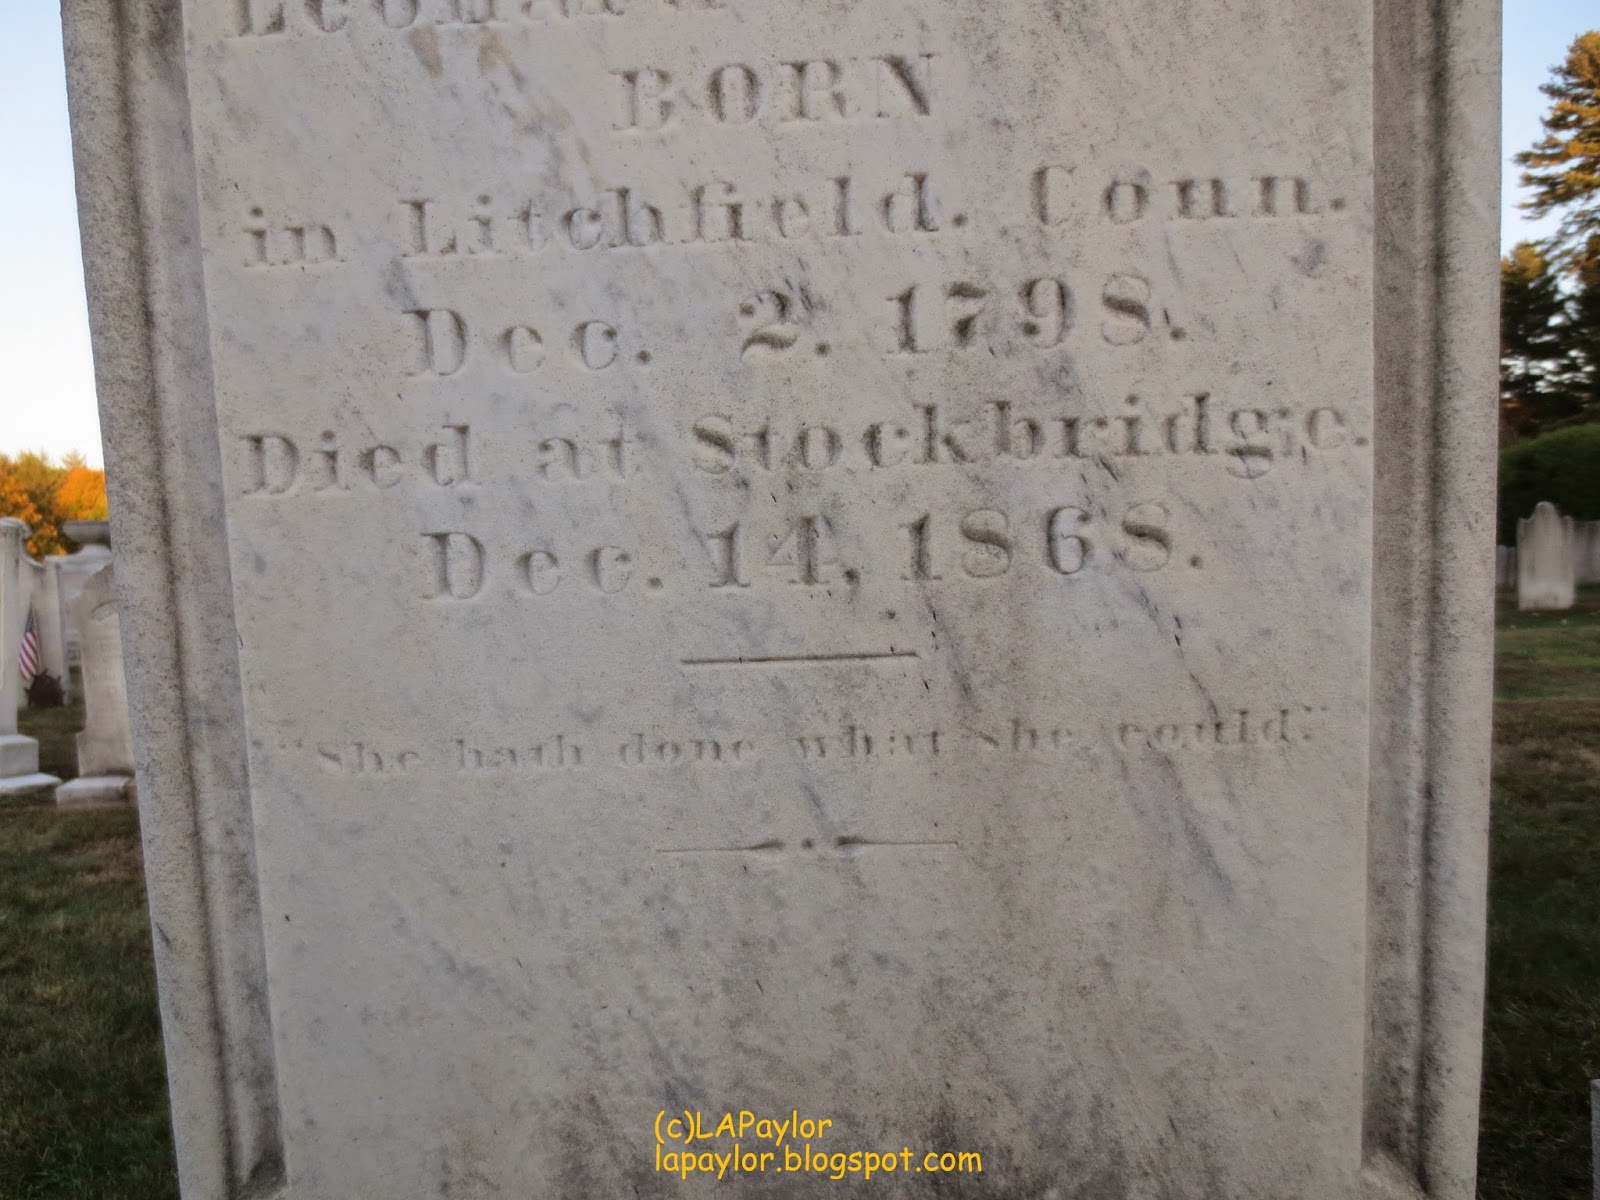 Leonard
BORN
in Litchfield, Conn.
Dec. 2, 1798.
Died at Stockbridge.
Dec. 14, 1868.
"She hath done what she could."
(c)LAPaylor
lapaylor.blogspot.com